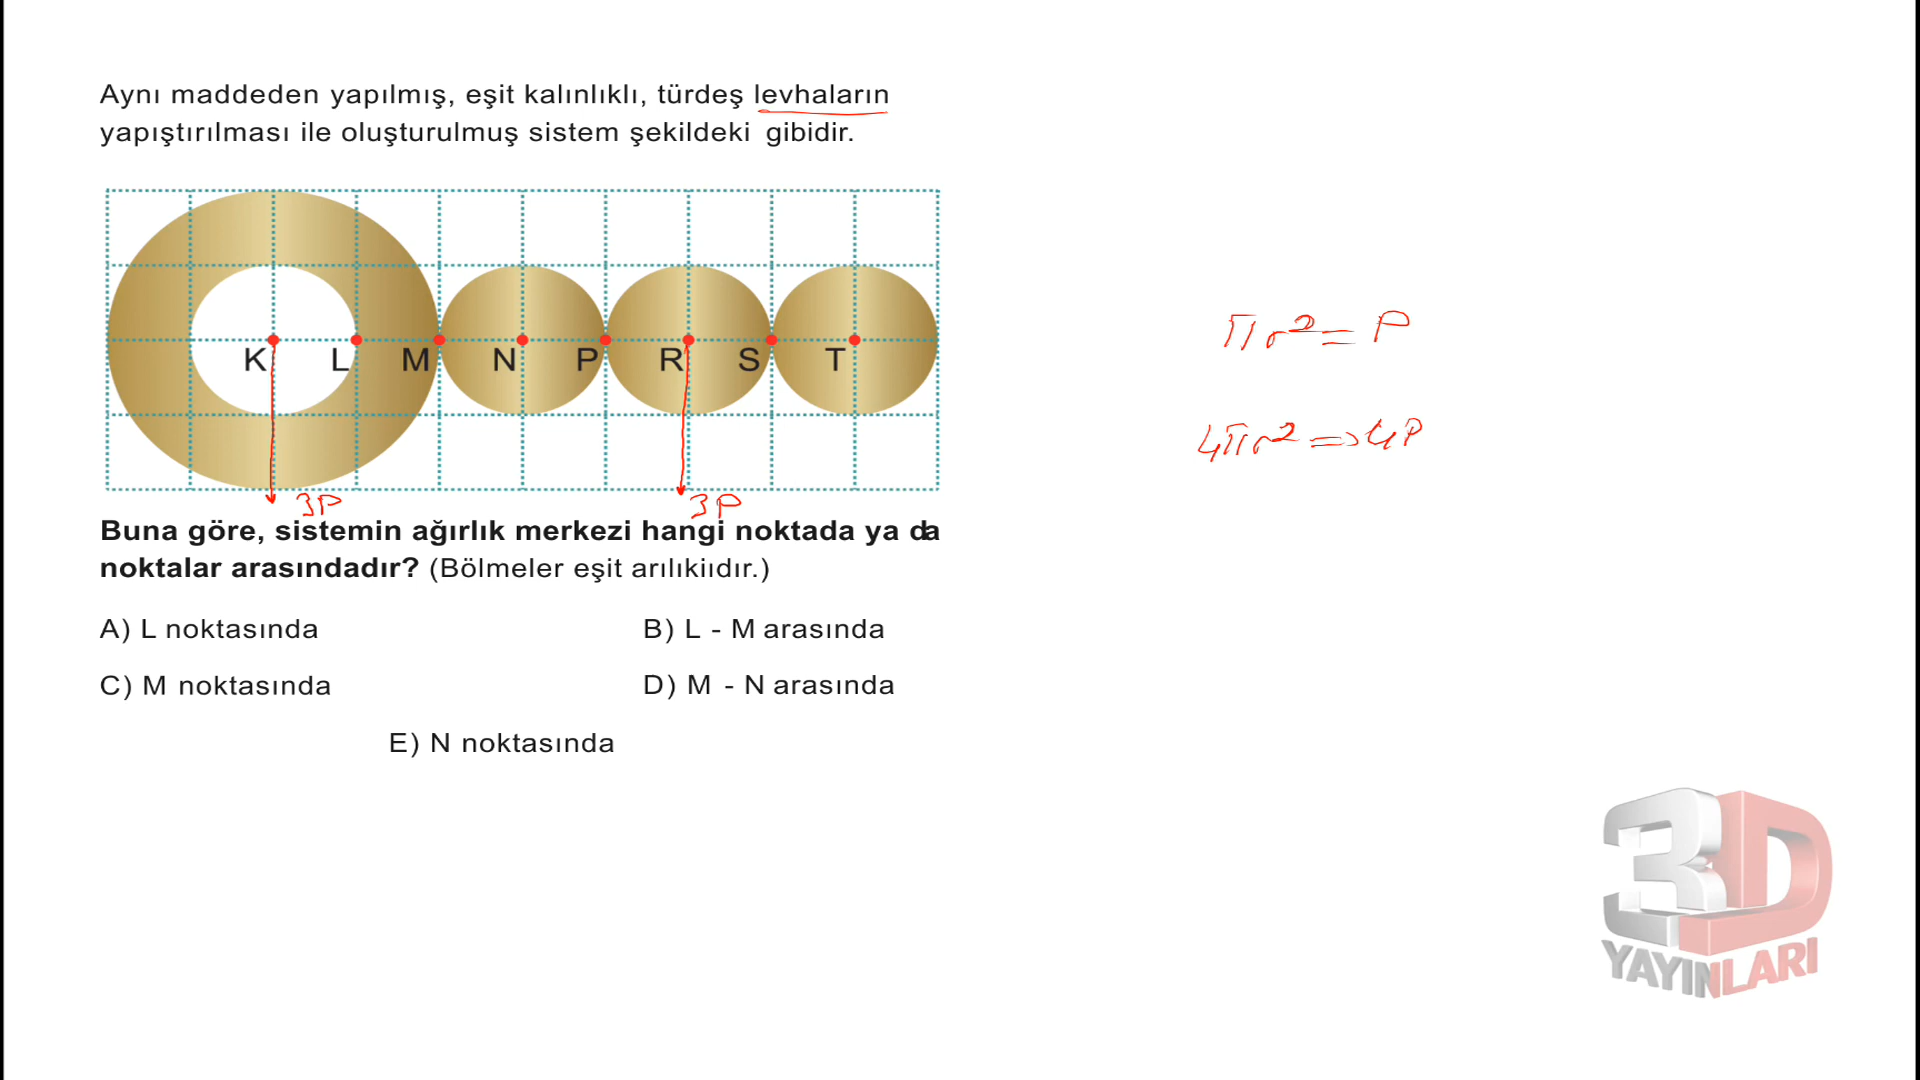 Aynı maddeden yapılmış, eşit kalınlıklı, türdeş levhaların
yapıştırılması ile oluşturulmuş sistem şekildeki gibidir.
K L M N P R S T
3P 3P
Buna göre, sistemin ağırlık merkezi hangi noktada ya da
noktalar arasındadır? (Bölmeler eşit arılıkiıdır.)
A) L noktasında
B) L - M arasında
C) M noktasında
D) M - N arasında
E) N noktasında
πr² = P
4πr² => 4P
3D
YAYINLARI